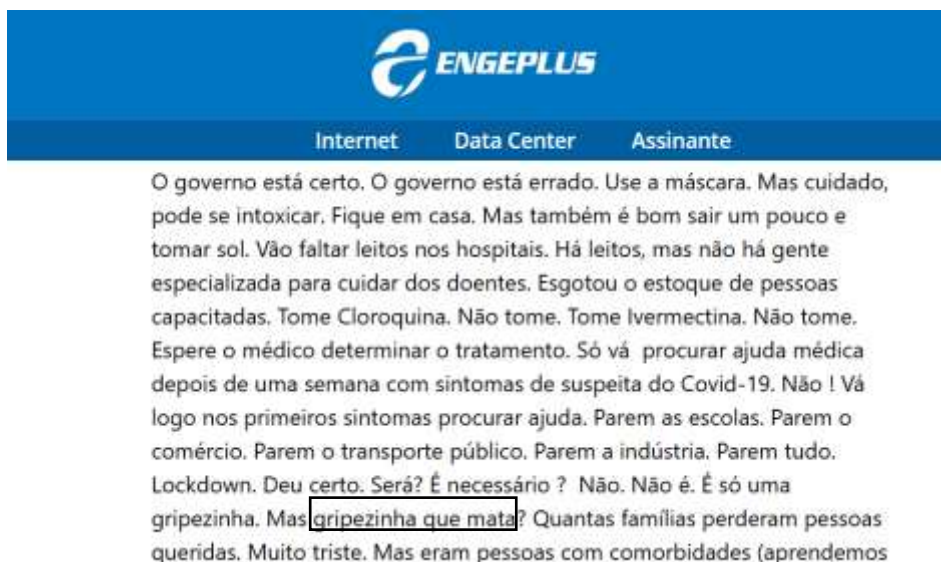 ENGEPLUS
Internet Data Center Assinante
O governo está certo. O governo está errado. Use a máscara. Mas cuidado,
pode se intoxicar. Fique em casa. Mas também é bom sair um pouco e
tomar sol. Vão faltar leitos nos hospitais. Há leitos, mas não há gente
especializada para cuidar dos doentes. Esgotou o estoque de pessoas
capacitadas. Tome Cloroquina. Não tome. Tome Ivermectina. Não tome.
Espere o médico determinar o tratamento. Só vá  procurar ajuda médica
depois de uma semana com sintomas de suspeita do Covid-19. Não ! Vá
logo nos primeiros sintomas procurar ajuda. Parem as escolas. Parem o
comércio. Parem o transporte público. Parem a indústria. Parem tudo.
Lockdown. Deu certo. Será? É necessário ?  Não. Não é. É só uma
gripezinha. Mas gripezinha que mata? Quantas famílias perderam pessoas
queridas. Muito triste. Mas eram pessoas com comorbidades (aprendemos